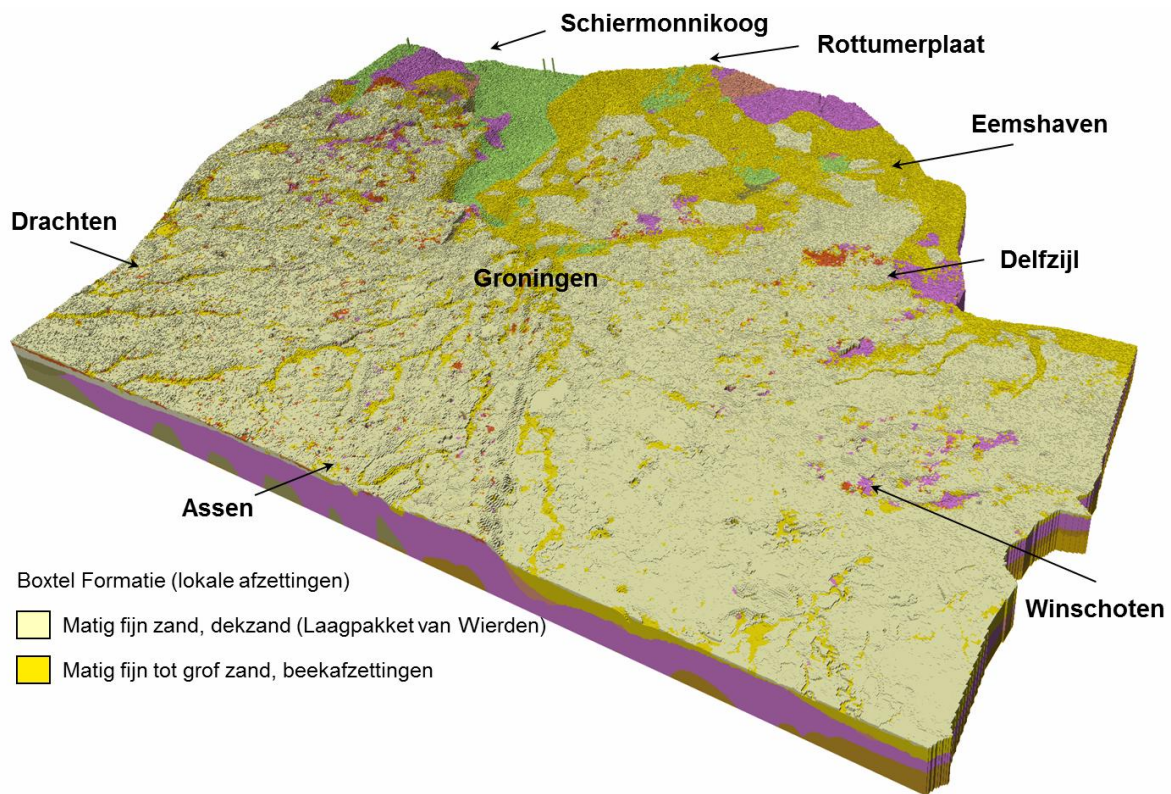 Schiermonnikoog
Rottumerplaat
Eemshaven
Drachten
Delfzijl
Groningen
Assen
Boxtel Formatie (lokale afzettingen)
Winschoten
Matig fijn zand, dekzand (Laagpakket van Wierden)
Matig fijn tot grof zand, beekafzettingen